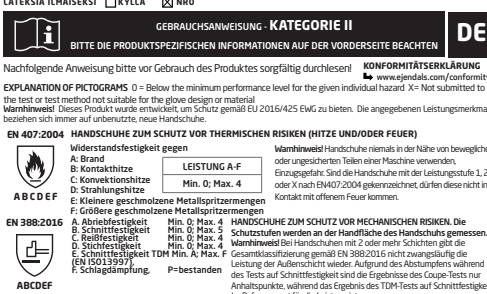 LATEKSIA ILMAISEKSI KYLLÄ NRO
GEBRAUCHSANWEISUNG - KATEGORIE II
BITTE DIE PRODUKTSPEZIFISCHEN INFORMATIONEN AUF DER VORDERSEITE BEACHTEN
DE
Nachfolgende Anweisung bitte vor Gebrauch des Produktes sorgfältig durchlesen!
KONFORMITÄTSERKLÄRUNG
www.ejendals.com/conformity
EXPLANATION OF PICTOGRAMS 0 = Below the minimum performance level for the given individual hazard X= Not submitted to
the test or test method not suitable for the glove design or material
Warnhinweis! Dieses Produkt wurde entwickelt, um Schutz gemäß EU 2016/425 EWG zu bieten. Die angegebenen Leistungsmerkma
beziehen sich immer auf unbenutzte, neue Handschuhe.
EN 407:2004 HANDSCHUHE ZUM SCHUTZ VOR THERMISCHEN RISIKEN (HITZE UND/ODER FEUER)
Widerstandsfestigkeit gegen
A: Brand
B: Kontakthitze
C: Konvektionshitze
D: Strahlungshitze
E: Kleinere geschmolzene Metallspritzermengen
F: Größere geschmolzene Metallspritzermengen
ABCDEF
LEISTUNG A-F
Min. 0; Max. 4
Warnhinweis! Handschuhe niemals in der Nähe von bewegliche
oder ungesicherten Teilen einer Maschine verwenden,
Einzugsgefahr. Sind die Handschuhe mit der Leistungsstufe 1, 2
oder X nach EN407:2004 gekennzeichnet, dürfen diese nicht in
Kontakt mit offenem Feuer kommen.
EN 388:2016
A. Abriebfestigkeit Min. 0; Max. 4
B. Schnittfestigkeit Min. 0; Max. 5
C. Reißfestigkeit Min. 0; Max. 4
D. Stichfestigkeit Min. 0; Max. 4
E. Schnittfestigkeit TDM Min. A; Max. F
(EN ISO13997),
F. Schlagdämpfung, P=bestanden
ABCDEF
HANDSCHUHE ZUM SCHUTZ VOR MECHANISCHEN RISIKEN. Die
Schutzstufen werden an der Handfläche des Handschuhs gemessen.
Warnhinweis! Bei Handschuhen mit 2 oder mehr Schichten gibt die
Gesamtklassifizierung gemäß EN 388:2016 nicht zwangsläufig die
Leistung der Außenschicht wieder. Aufgrund des Abstumpfens während
des Tests auf Schnittfestigkeit sind die Ergebnisse des Coupe-Tests nur
Anhaltspunkte, während das Ergebnis des TDM-Tests auf Schnittfestigke